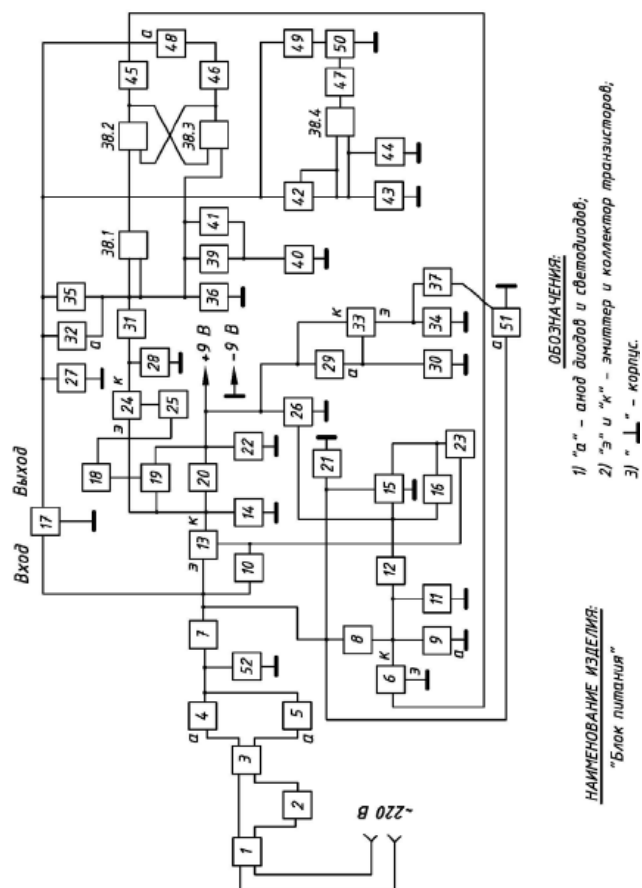 Вход
Выход
~220 В
+9 В
-9 В
1
2
3
4
а
5
а
52
7
17
10
э
13
к
14
20
18
19
э
24
к
25
22
27
28
32
а
35
31
36
38.1
38.2
38.3
45
46
а
48
39
41
40
42
43
44
38.4
47
49
50
26
29
а
33
к
э
30
34
37
а
51
21
8
к
6
э
9
а
11
12
15
16
23
ОБОЗНАЧЕНИЯ:
1) "а" – анод диодов и светодиодов;
2) "э" и "к" – эмиттер и коллектор транзисторов;
3) "⊥" – корпус.
НАИМЕНОВАНИЕ ИЗДЕЛИЯ:
"Блок питания"